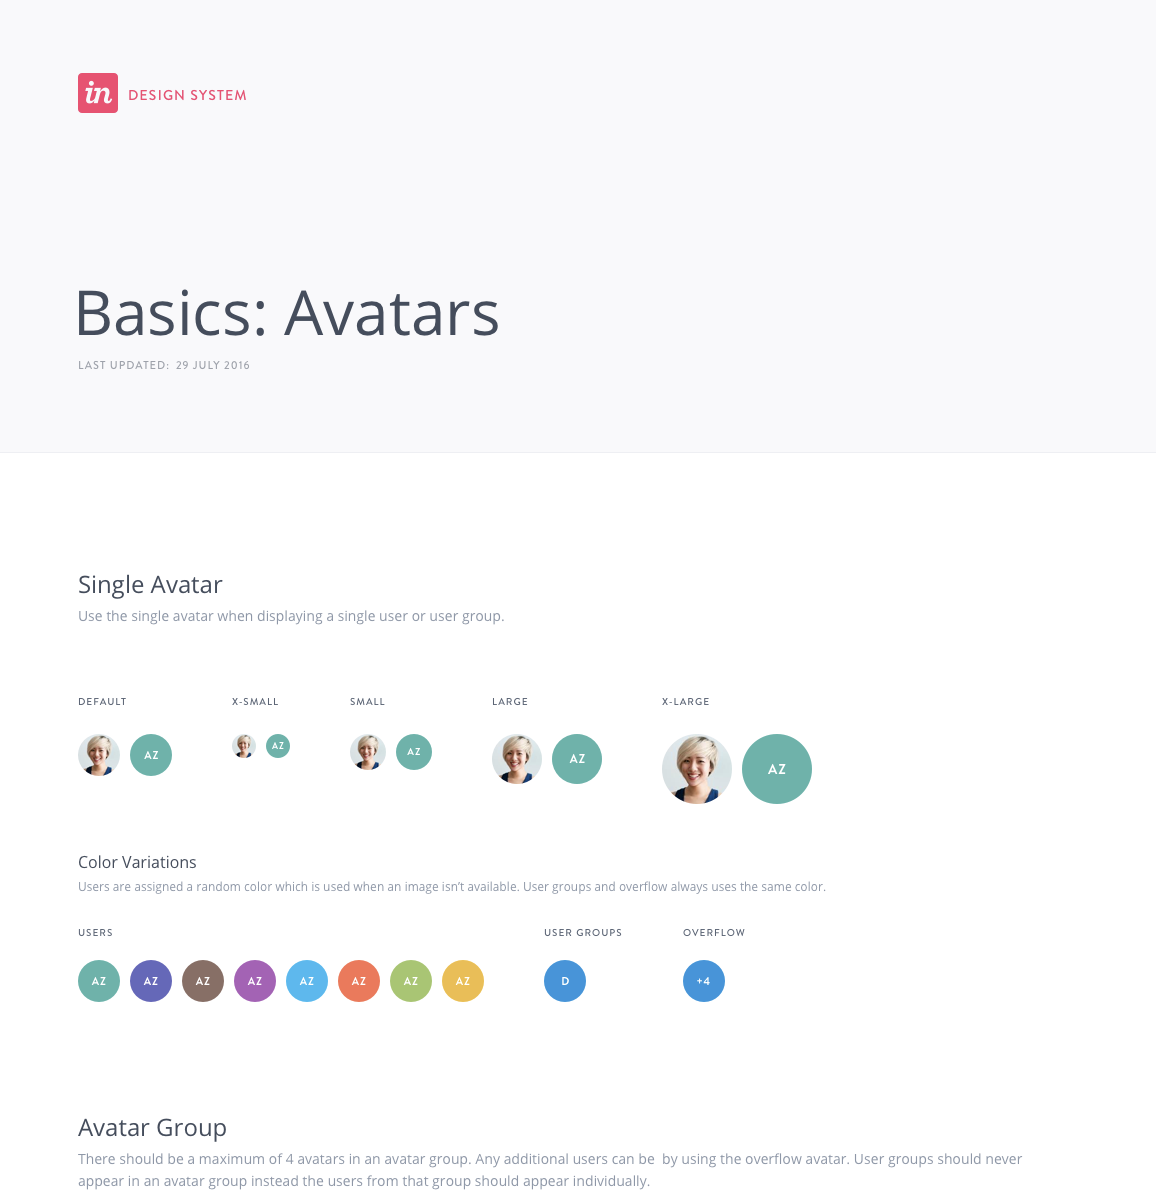 in DESIGN SYSTEM
Basics: Avatars
LAST UPDATED: 29 JULY 2016
Single Avatar
Use the single avatar when displaying a single user or user group.
DEFAULT X-SMALL SMALL LARGE X-LARGE
AZ AZ AZ AZ AZ
Color Variations
Users are assigned a random color which is used when an image isn’t available. User groups and overflow always uses the same color.
USERS USER GROUPS OVERFLOW
AZ AZ AZ AZ AZ AZ AZ AZ D +4
Avatar Group
There should be a maximum of 4 avatars in an avatar group. Any additional users can be by using the overflow avatar. User groups should never
appear in an avatar group instead the users from that group should appear individually.